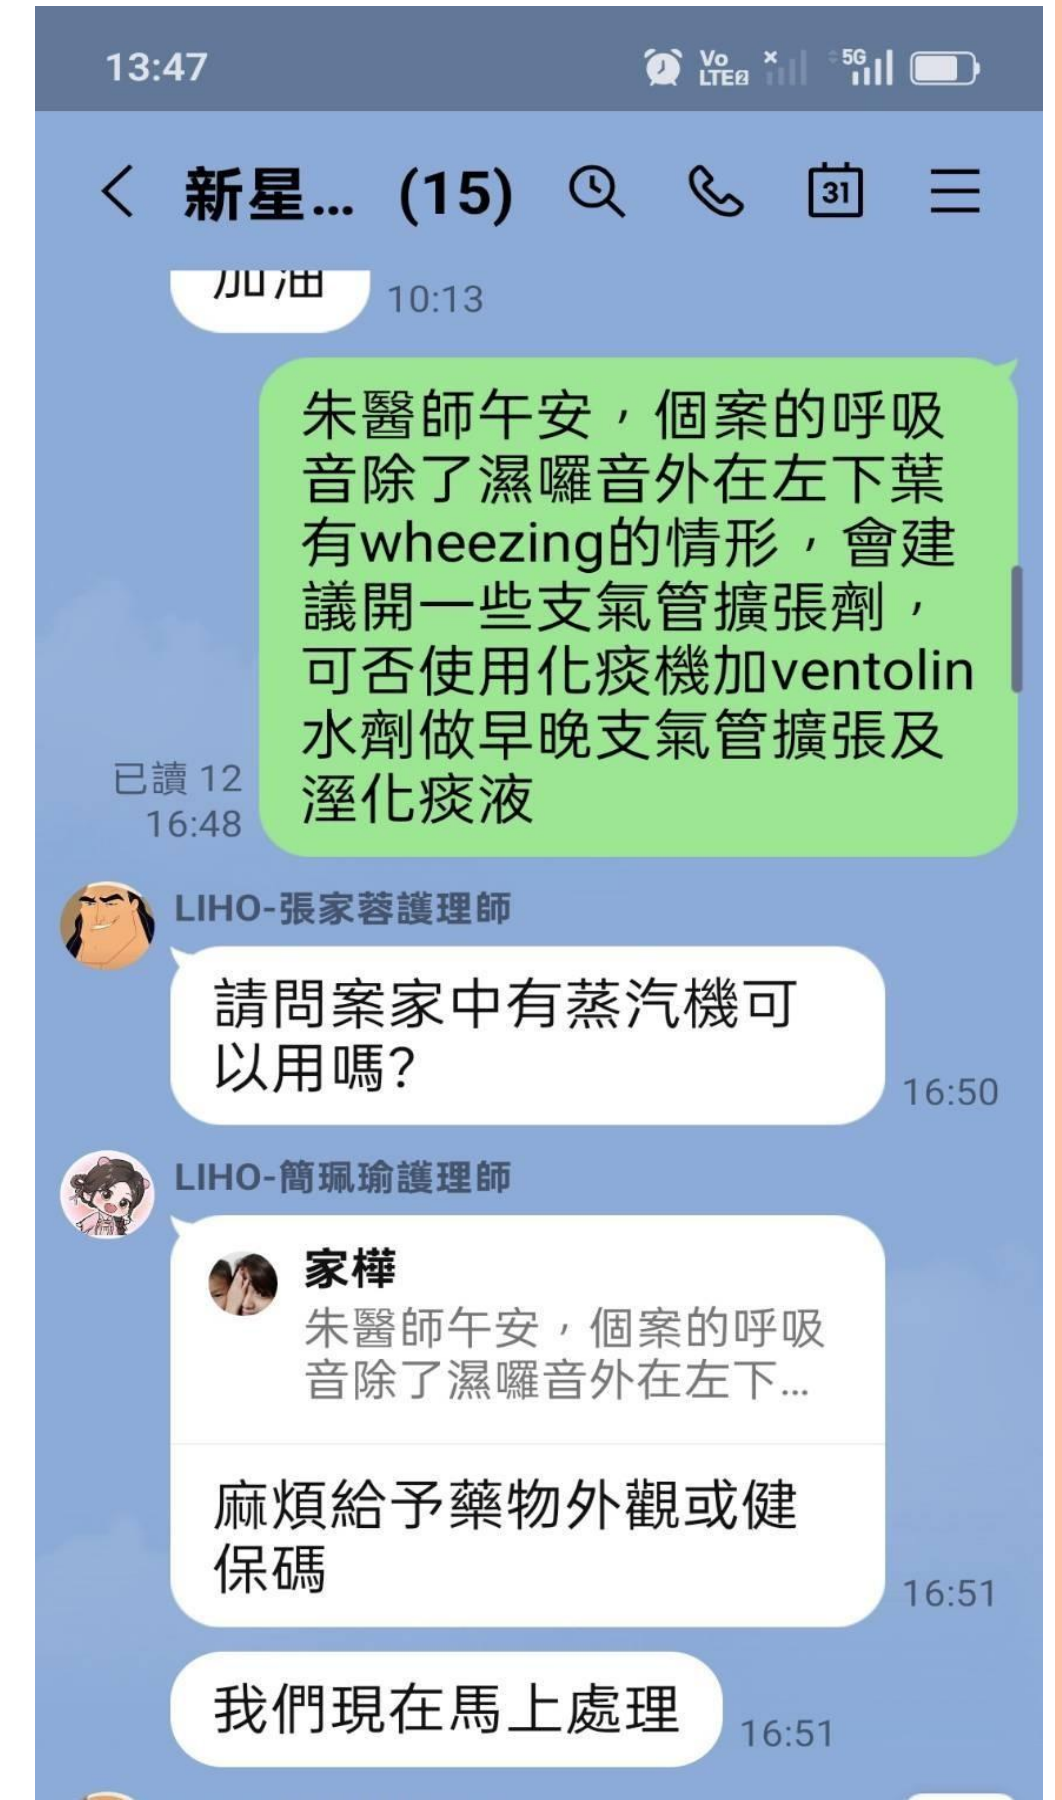 13:47
Vo
LTE2
5G
新星... (15)
31
加油
10:13
朱醫師午安，個案的呼吸
音除了濕囉音外在左下葉
有wheezing的情形，會建
議開一些支氣管擴張劑，
可否使用化痰機加ventolin
水劑做早晚支氣管擴張及
溼化痰液
已讀 12
16:48
LIHO-張家蓉護理師
請問案家中有蒸汽機可
以用嗎?
16:50
LIHO-簡珮瑜護理師
家樺
朱醫師午安，個案的呼吸
音除了濕囉音外在左下...
麻煩給予藥物外觀或健
保碼
16:51
我們現在馬上處理
16:51